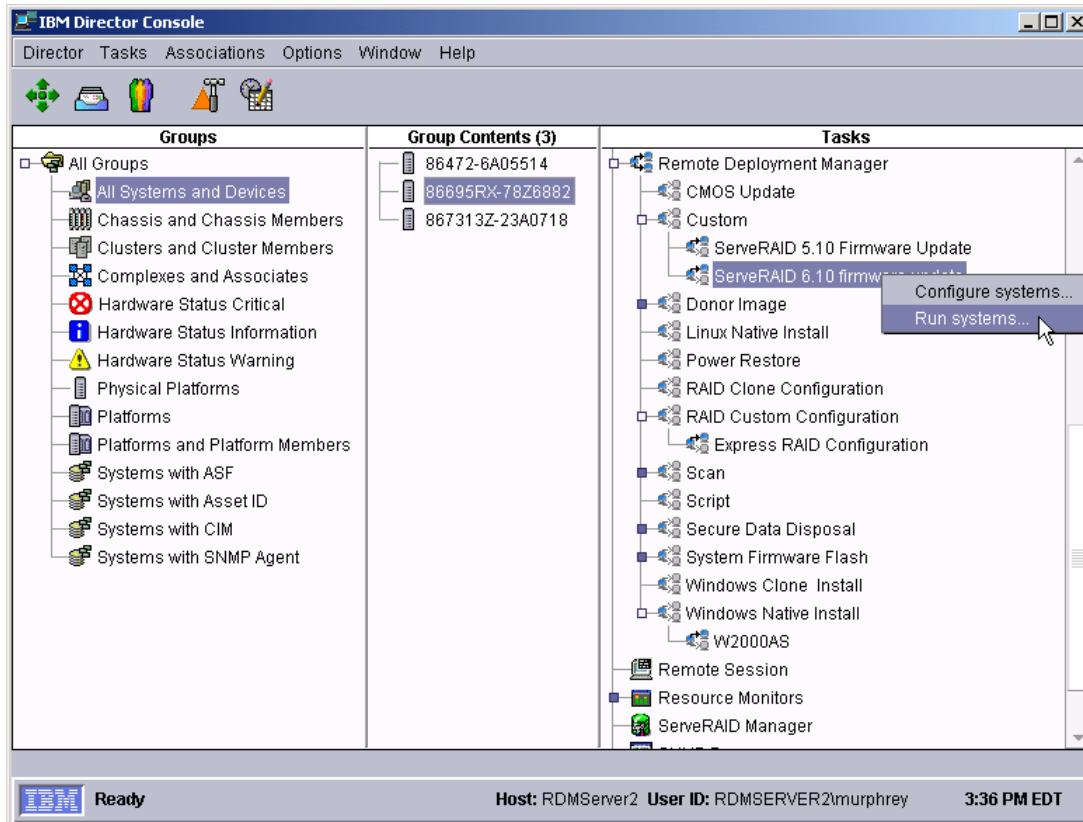 IBM Director Console
Director Tasks Associations Options Window Help
Groups
All Groups
All Systems and Devices
Chassis and Chassis Members
Clusters and Cluster Members
Complexes and Associates
Hardware Status Critical
Hardware Status Information
Hardware Status Warning
Physical Platforms
Platforms
Platforms and Platform Members
Systems with ASF
Systems with Asset ID
Systems with CIM
Systems with SNMP Agent
Group Contents (3)
86472-6A05514
86695RX-78Z6882
867313Z-23A0718
Tasks
Remote Deployment Manager
CMOS Update
Custom
ServeRAID 5.10 Firmware Update
ServeRAID 6.10 firmware update
Configure systems...
Run systems...
Donor Image
Linux Native Install
Power Restore
RAID Clone Configuration
RAID Custom Configuration
Express RAID Configuration
Scan
Script
Secure Data Disposal
System Firmware Flash
Windows Clone Install
Windows Native Install
W2000AS
Remote Session
Resource Monitors
ServeRAID Manager
IBM Ready Host: RDMServer2 User ID: RDMSERVER2\murphrey 3:36 PM EDT